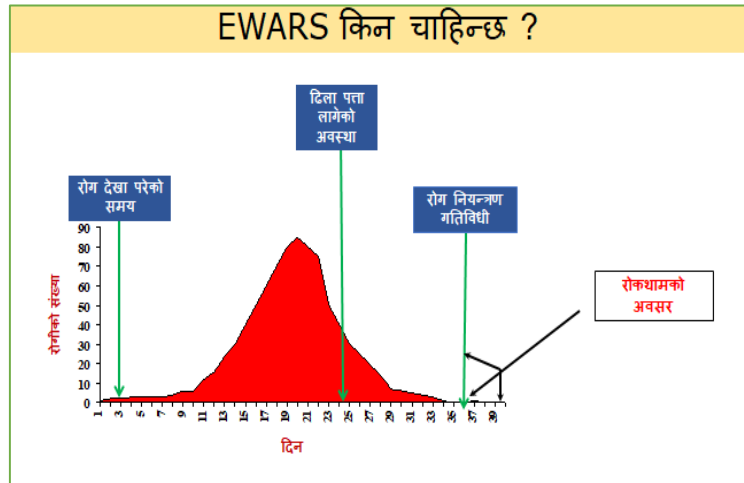 EWARS किन चाहिन्छ ?
ढिला पत्ता
लागेको
अवस्था
रोग देखा परेको
समय
रोग नियन्त्रण
गतिविधी
रोकथामको
अवसर
रोगीको संख्या
90
80
70
60
50
40
30
20
10
0
1 3 5 7 9 11 13 15 17 19 21 23 25 27 29 31 33 35 37 39
दिन